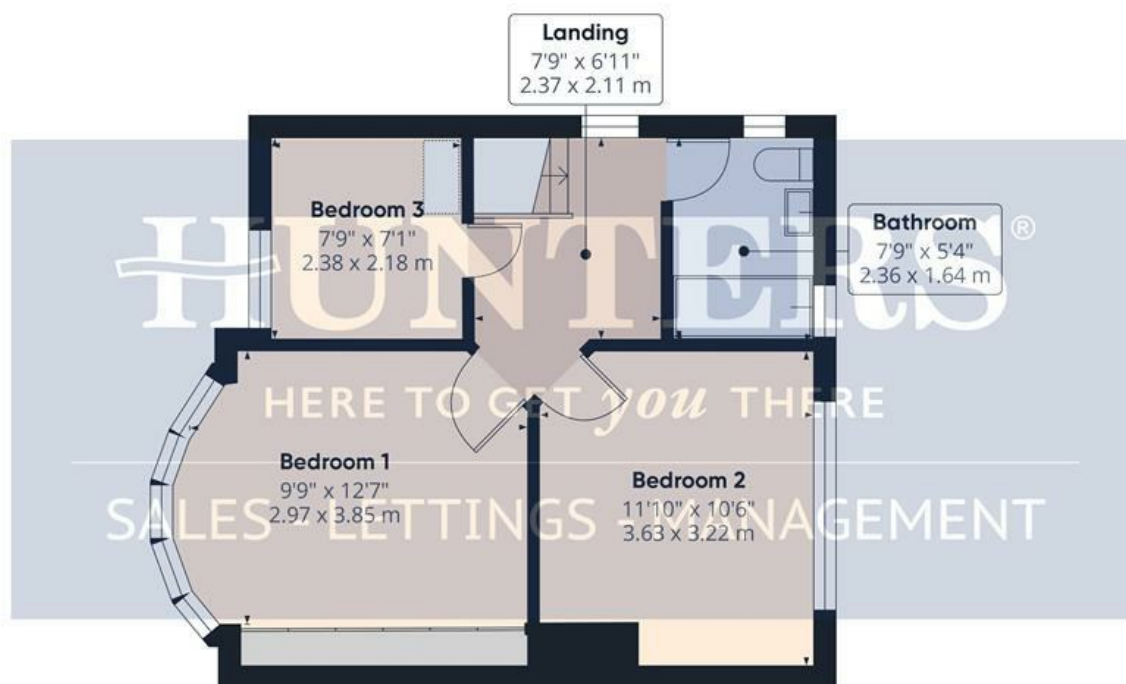 Landing
7'9" x 6'11"
2.37 x 2.11 m
Bedroom 3
7'9" x 7'1"
2.38 x 2.18 m
Bathroom
7'9" x 5'4"
2.36 x 1.64 m
HUNTERS®
HERE TO GET you THERE
Bedroom 1
9'9" x 12'7"
2.97 x 3.85 m
Bedroom 2
11'10" x 10'6"
3.63 x 3.22 m
SALES - LETTINGS - MANAGEMENT